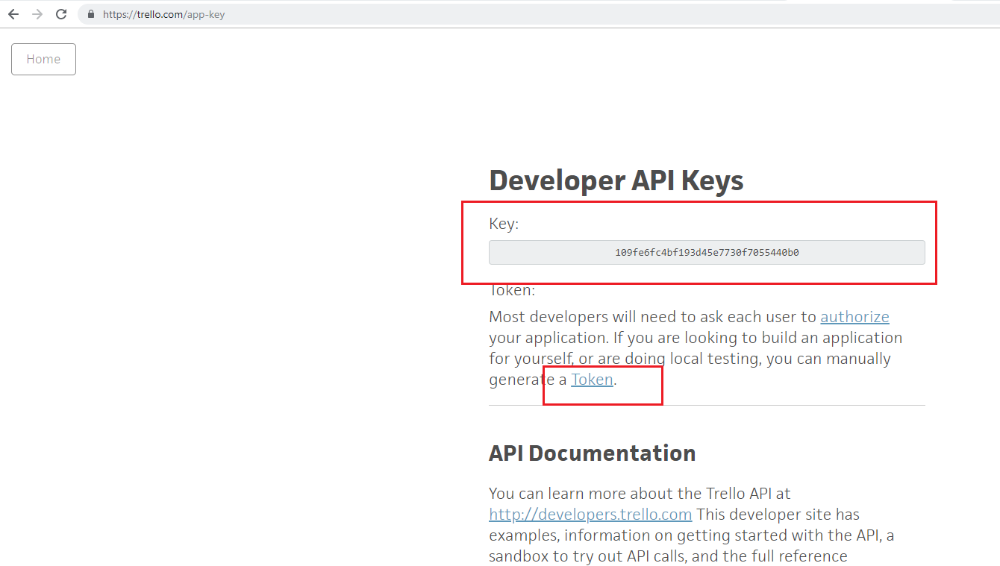 https://trello.com/app-key
Home
Developer API Keys
Key:
109fe6fc4bf193d45e7730f7055440b0
Token:
Most developers will need to ask each user to authorize
your application. If you are looking to build an application
for yourself, or are doing local testing, you can manually
generate a Token.
API Documentation
You can learn more about the Trello API at
http://developers.trello.com This developer site has
examples, information on getting started with the API, a
sandbox to try out API calls, and the full reference